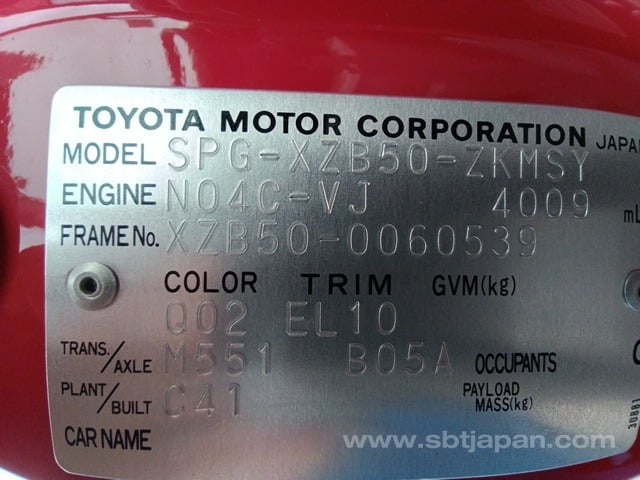 TOYOTA MOTOR CORPORATION JAPAN
MODEL SPG-XZB50-ZKMSY
ENGINE N04C-VJ 4009 mL
FRAME No. XZB50-0060539
COLOR TRIM GVM(kg)
Q02 EL10
TRANS./AXLE M551 B05A OCCUPANTS
PLANT/BUILT C41 PAYLOAD MASS(kg)
CAR NAME
30881
www.sbtjapan.com